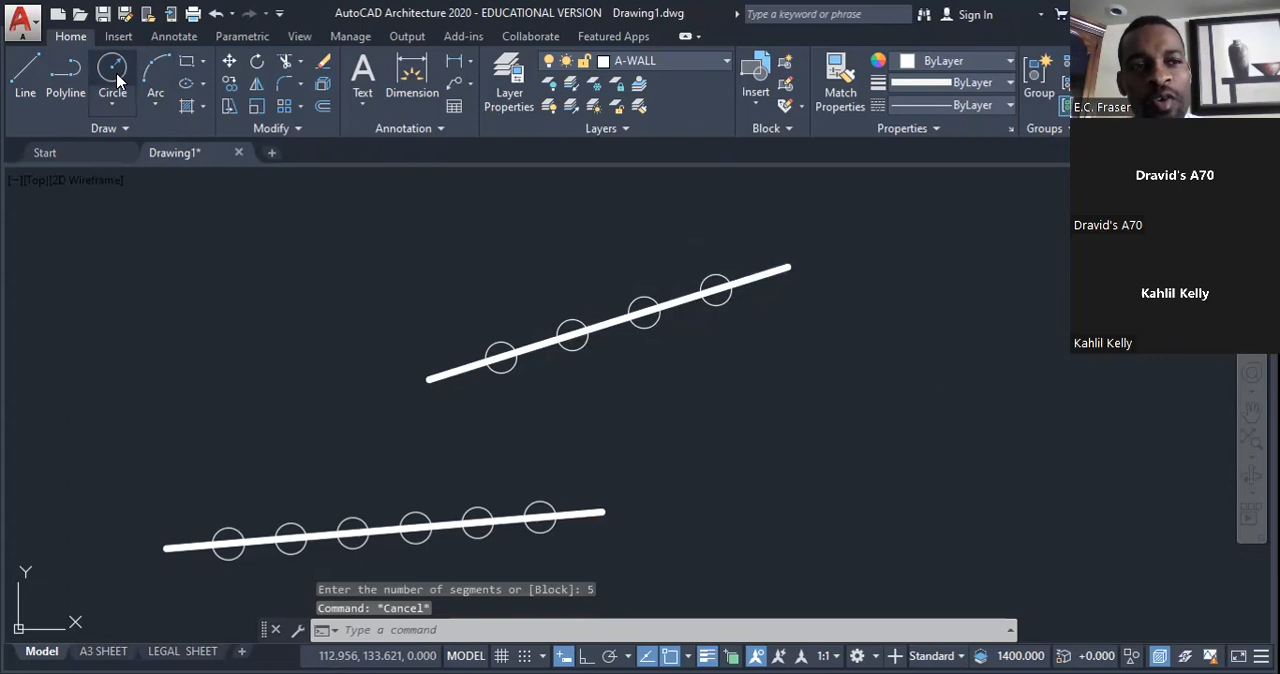 AutoCAD Architecture 2020 - EDUCATIONAL VERSION Drawing1.dwg
Type a keyword or phrase
Sign In
Home Insert Annotate Parametric View Manage Output Add-ins Collaborate Featured Apps
Line Polyline Circle Arc
Text Dimension
Layer Properties
A-WALL
Insert
Match Properties
ByLayer
ByLayer
ByLayer
Group
Draw Modify Annotation Layers Block Properties Groups
Start Drawing1*
[−][Top][2D Wireframe]
E.C. Fraser
Dravid's A70
Dravid's A70
Kahlil Kelly
Kahlil Kelly
Y
X
Enter the number of segments or [Block]: 5
Command: *Cancel*
Type a command
Model A3 SHEET LEGAL SHEET
112.956, 133.621, 0.000 MODEL 1:1 Standard 1400.000 +0.000